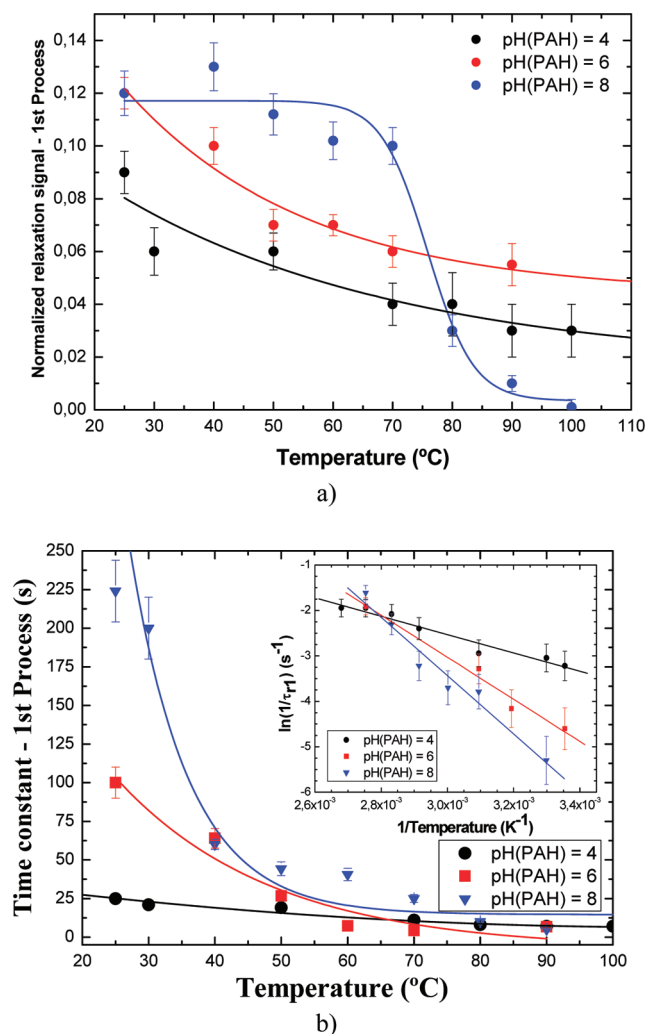 0,14
0,12
0,10
0,08
0,06
0,04
0,02
0,00
Normalized relaxation signal - 1st Process
pH(PAH) = 4
pH(PAH) = 6
pH(PAH) = 8
20 30 40 50 60 70 80 90 100 110
Temperature (ºC)
a)
250
225
200
175
150
125
100
75
50
25
0
Time constant - 1st Process (s)
-1
-2
-3
-4
-5
-6
ln(1/τr1) (s⁻¹)
pH(PAH) = 4
pH(PAH) = 6
pH(PAH) = 8
2,6x10⁻³ 2,8x10⁻³ 3,0x10⁻³ 3,2x10⁻³ 3,4x10⁻³
1/Temperature (K⁻¹)
pH(PAH) = 4
pH(PAH) = 6
pH(PAH) = 8
20 30 40 50 60 70 80 90 100
Temperature (ºC)
b)